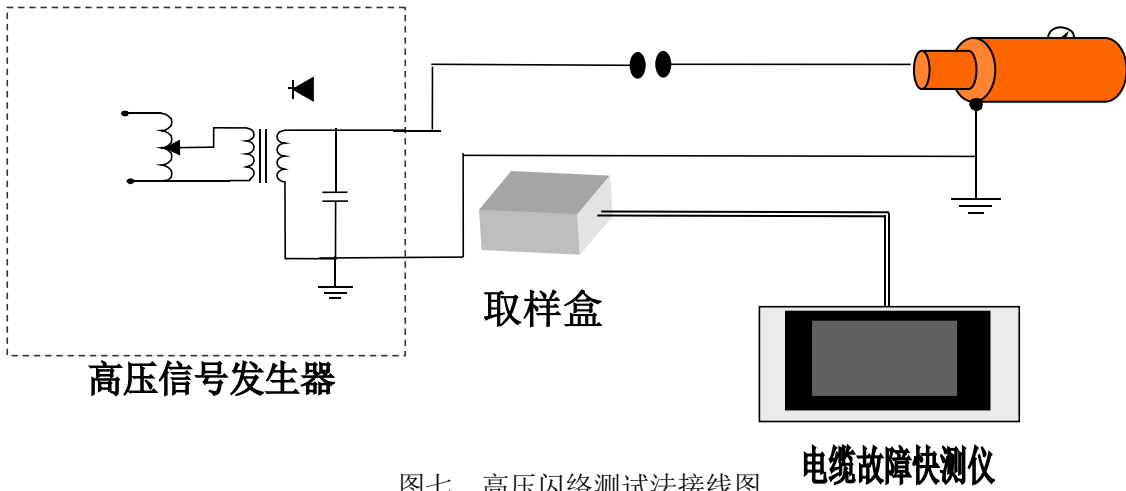 取样盒
高压信号发生器
电缆故障快测仪
图七 高压闪络测试法接线图